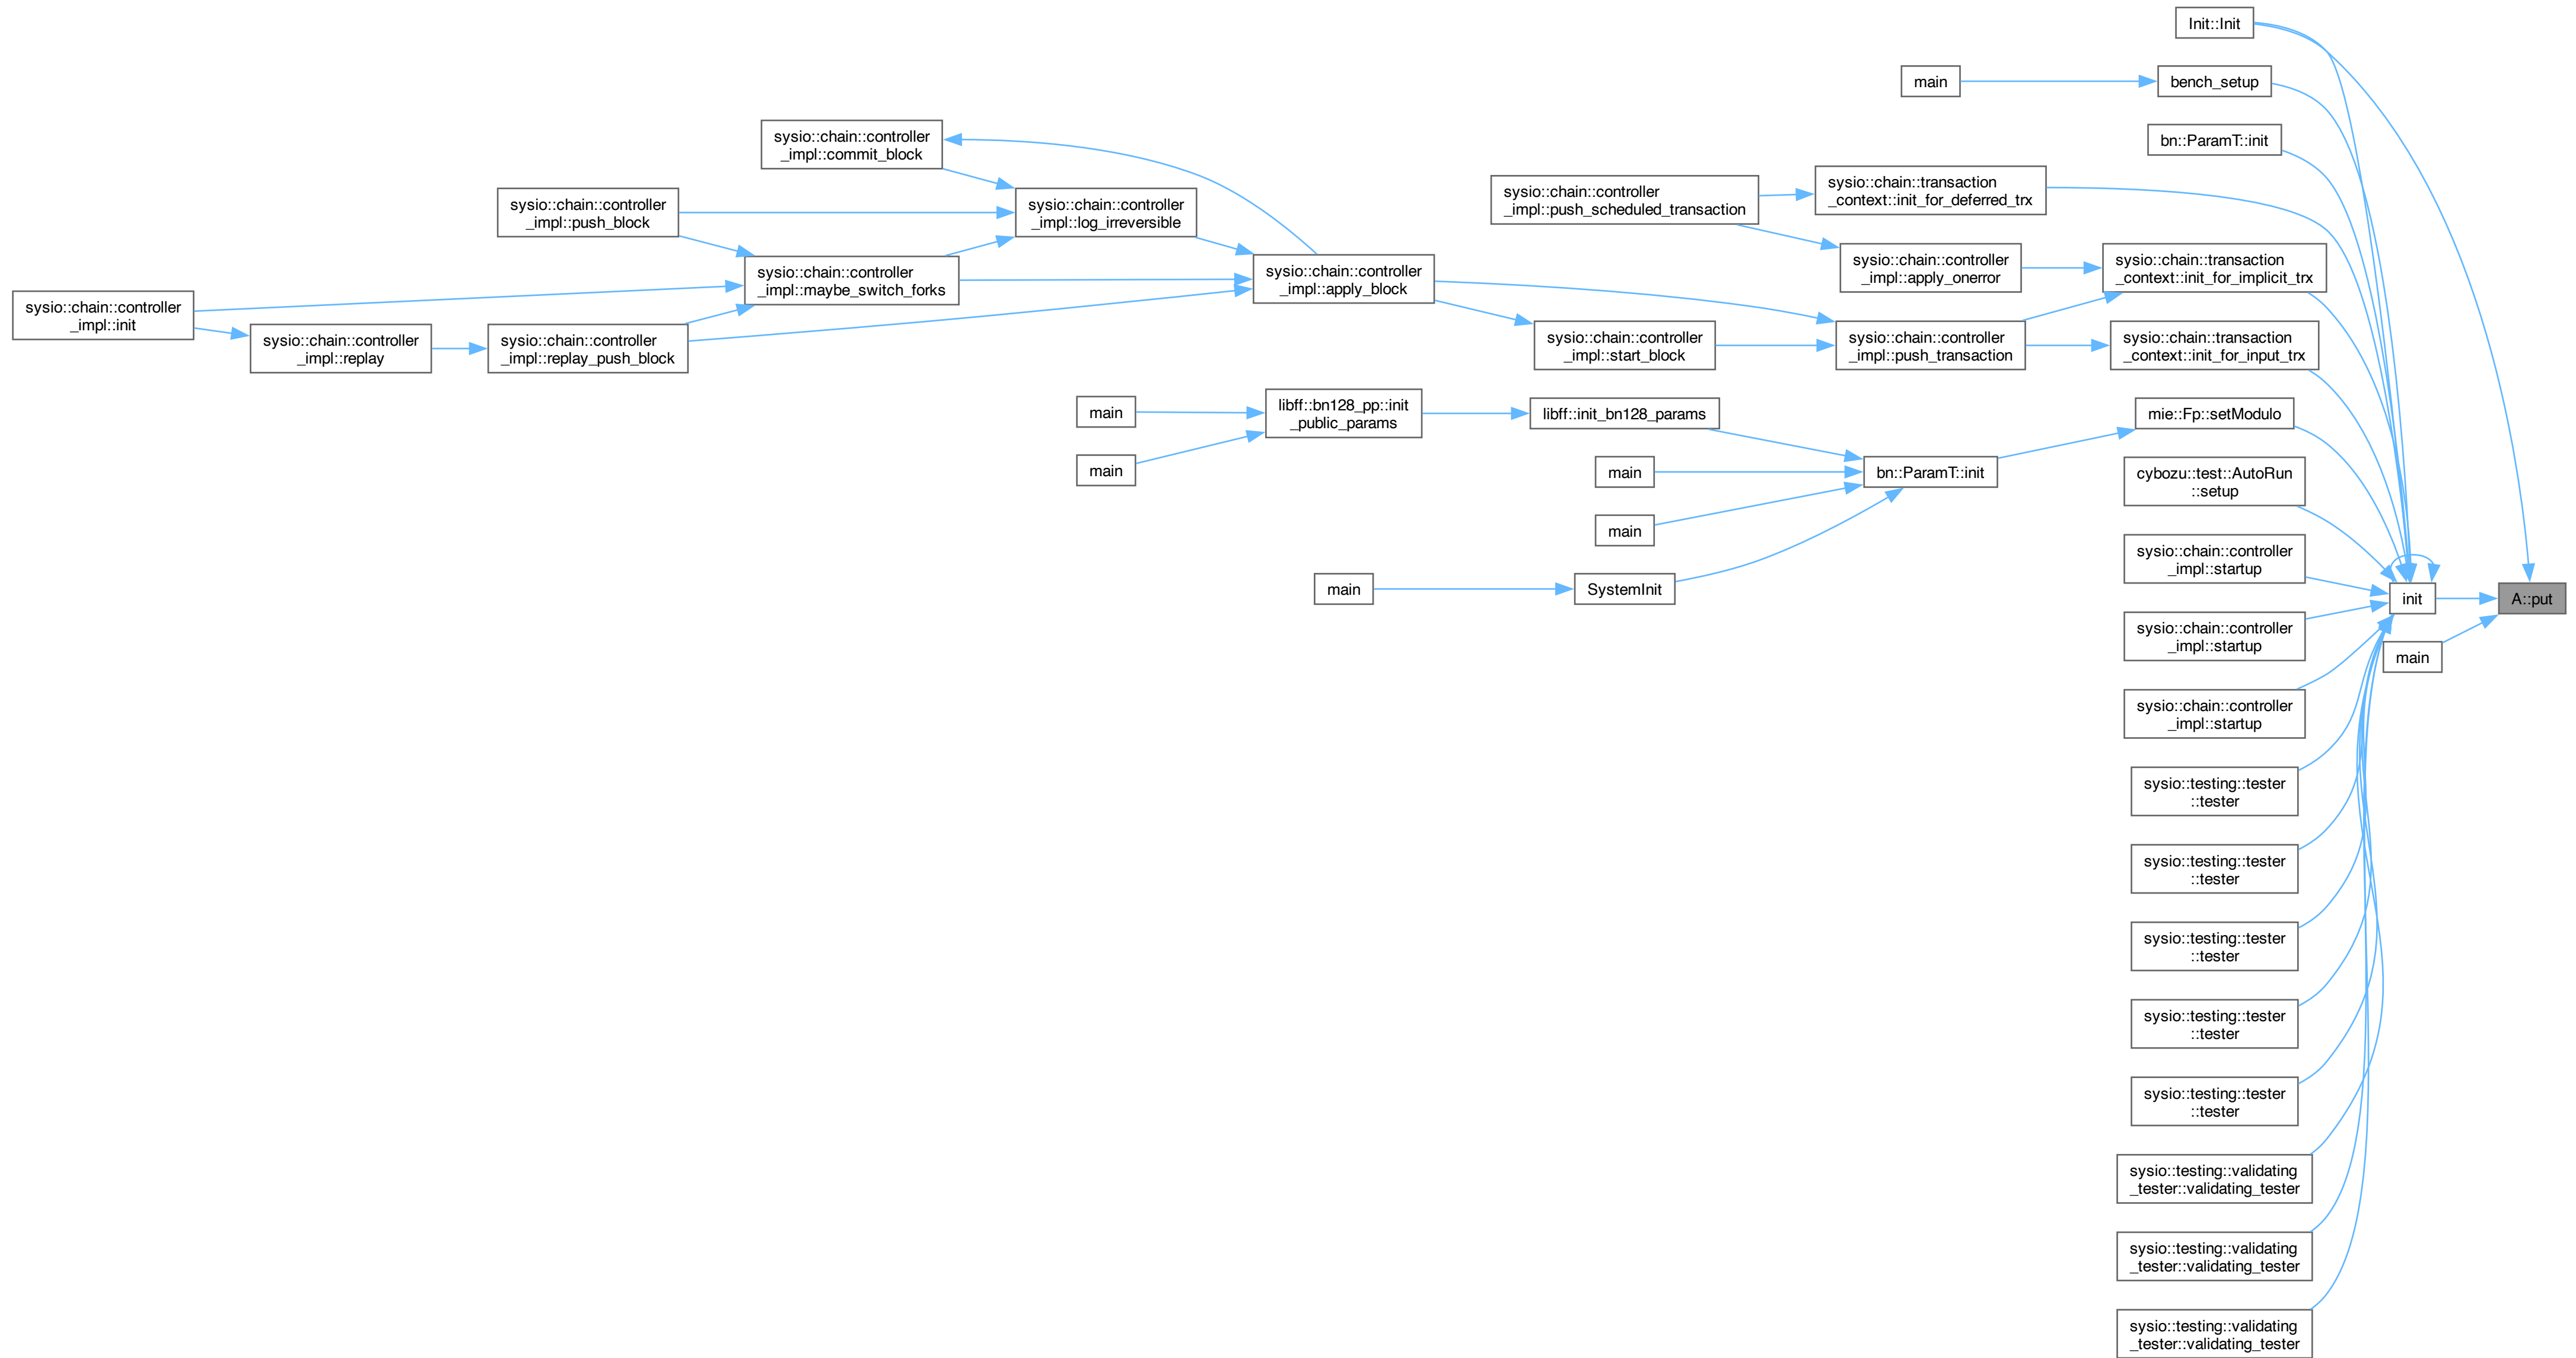 Init::Init
main
bench_setup
sysio::chain::controller
_impl::commit_block
bn::ParamT::init
sysio::chain::controller
_impl::push_block
sysio::chain::controller
_impl::log_irreversible
sysio::chain::controller
_impl::push_scheduled_transaction
sysio::chain::transaction
_context::init_for_deferred_trx
sysio::chain::controller
_impl::init
sysio::chain::controller
_impl::maybe_switch_forks
sysio::chain::controller
_impl::apply_block
sysio::chain::controller
_impl::apply_onerror
sysio::chain::transaction
_context::init_for_implicit_trx
sysio::chain::controller
_impl::replay
sysio::chain::controller
_impl::replay_push_block
sysio::chain::controller
_impl::start_block
sysio::chain::controller
_impl::push_transaction
sysio::chain::transaction
_context::init_for_input_trx
main
libff::bn128_pp::init
_public_params
libff::init_bn128_params
mie::Fp::setModulo
main
main
bn::ParamT::init
cybozu::test::AutoRun
::setup
main
sysio::chain::controller
_impl::startup
main
SystemInit
init
A::put
sysio::chain::controller
_impl::startup
main
sysio::chain::controller
_impl::startup
sysio::testing::tester
::tester
sysio::testing::tester
::tester
sysio::testing::tester
::tester
sysio::testing::tester
::tester
sysio::testing::tester
::tester
sysio::testing::validating
_tester::validating_tester
sysio::testing::validating
_tester::validating_tester
sysio::testing::validating
_tester::validating_tester